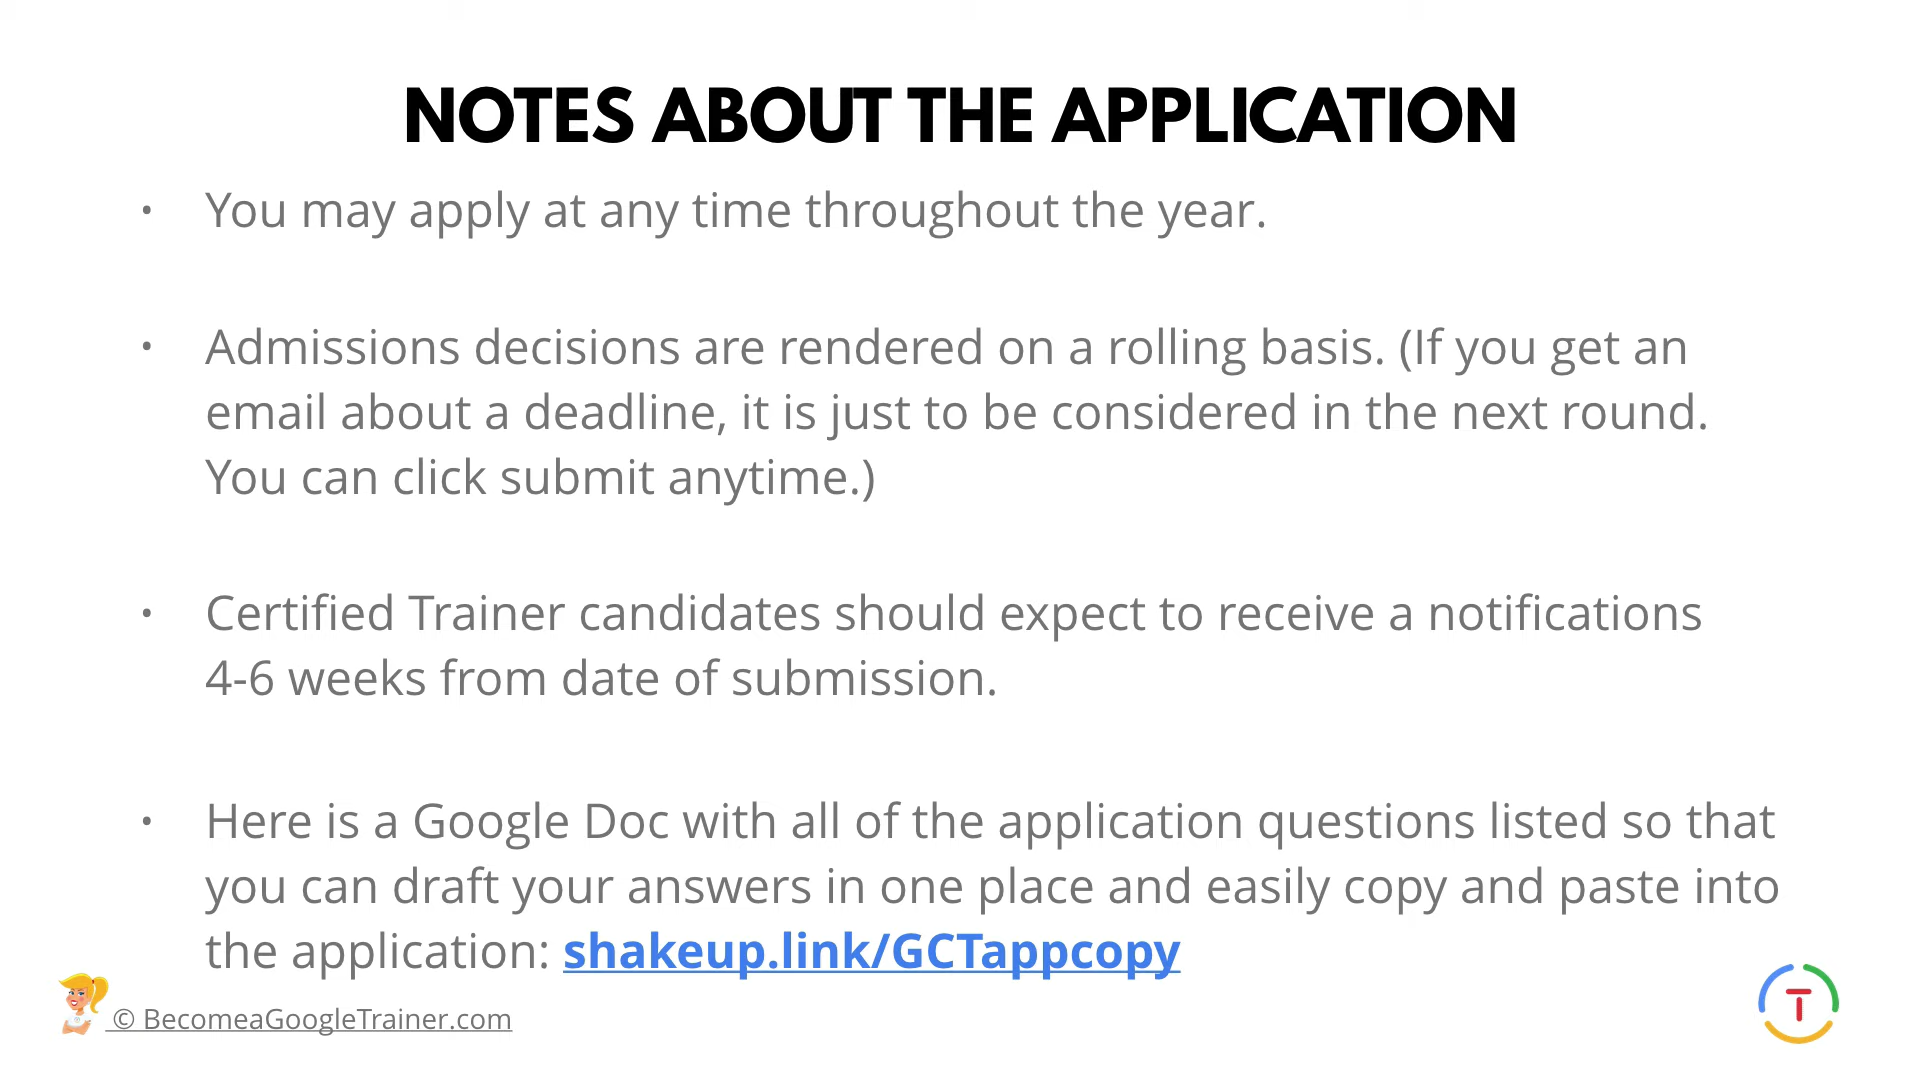 NOTES ABOUT THE APPLICATION
• You may apply at any time throughout the year.
• Admissions decisions are rendered on a rolling basis. (If you get an
email about a deadline, it is just to be considered in the next round.
You can click submit anytime.)
• Certified Trainer candidates should expect to receive a notifications
4-6 weeks from date of submission.
• Here is a Google Doc with all of the application questions listed so that
you can draft your answers in one place and easily copy and paste into
the application: shakeup.link/GCTappcopy
© BecomeaGoogleTrainer.com
T